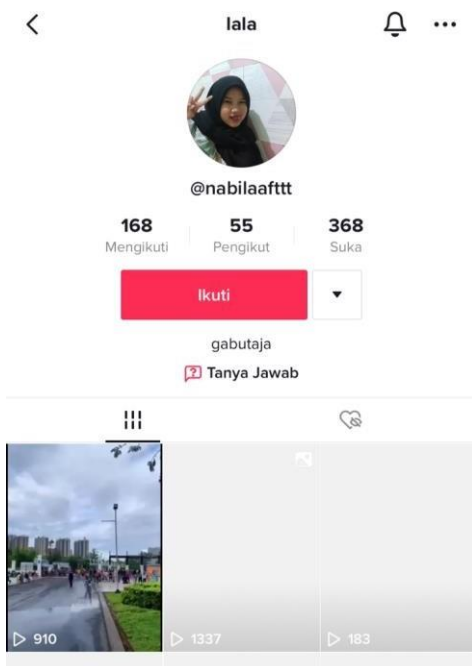 lala
@nabilaafttt
168 55 368
Mengikuti Pengikut Suka
Ikuti
gabutaja
Tanya Jawab
910 1337 183